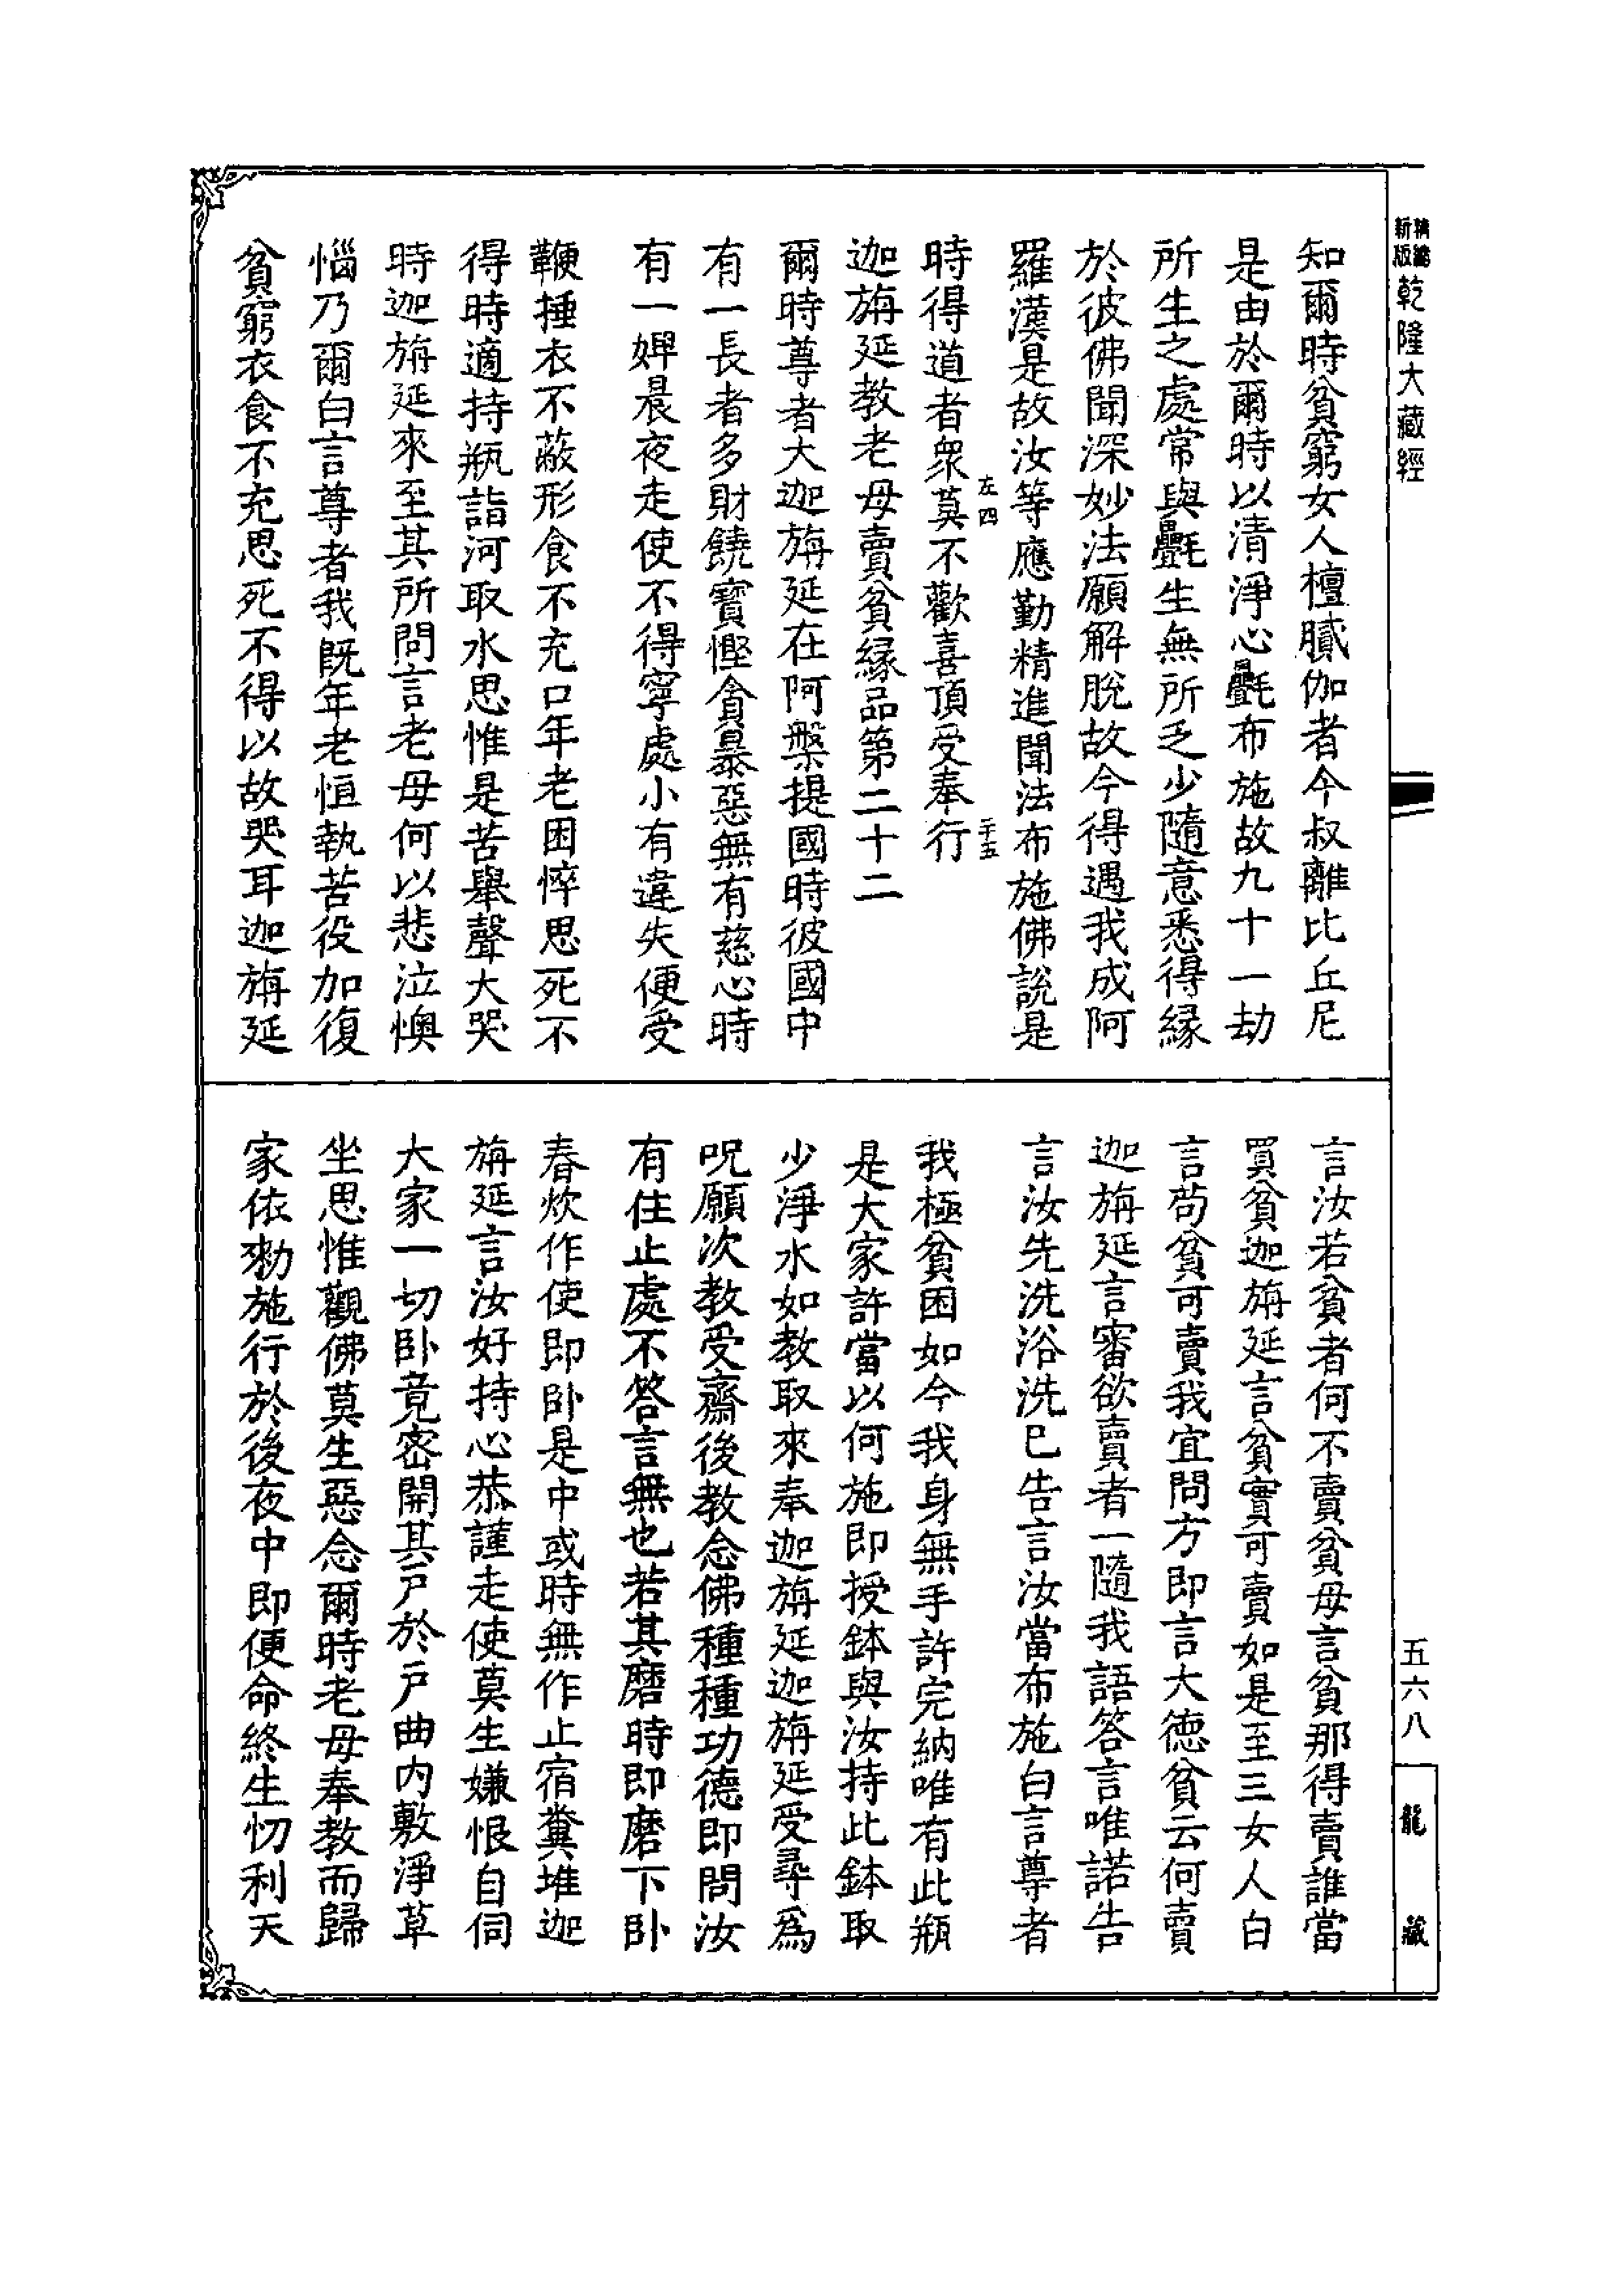 新編
精版
乾隆大藏經
知爾時貧窮女人檀膩伽者今叔離比丘尼
是由於爾時以清淨心㲲布施故九十一劫
所生之處常與㲲生無所乏少隨意悉得緣
於彼佛聞深妙法願解脫故今得遇我成阿
羅漢是故汝等應勤精進聞法布施佛說是
左四
二十五
時得道者衆莫不歡喜頂受奉行
迦旃延教老母賣貧緣品第二十二
爾時尊者大迦旃延在阿槃提國時彼國中
有一長者多財饒寶慳貪暴惡無有慈心時
有一婢晨夜走使不得寧處小有違失便受
鞭捶衣不蔽形食不充口年老困悴思死不
得時適持瓶詣河取水思惟是苦舉聲大哭
時迦旃延來至其所問言老母何以悲泣懊
惱乃爾白言尊者我既年老恒執苦役加復
貧窮衣食不充思死不得以故哭耳迦旃延
言汝若貧者何不賣貧母言貧那得賣誰當
買貧迦旃延言貧實可賣如是至三女人白
言苟貧可賣我宜問方即言大德貧云何賣
迦旃延言審欲賣者一隨我語答言唯諾告
言汝先洗浴洗已告言汝當布施白言尊者
我極貧困如今我身無手許完納唯有此瓶
是大家許當以何施即授鉢與汝持此鉢取
少淨水如教取來奉迦旃延迦旃延受尋爲
呪願次教受齋後教念佛種種功德即問汝
有住止處不答言無也若其磨時即磨下卧
舂炊作使即卧是中或時無作止宿糞堆迦
旃延言汝好持心恭謹走使莫生嫌恨自伺
大家一切卧竟密開其戶於戶曲內敷淨草
坐思惟觀佛莫生惡念爾時老母奉教而歸
家依勑施行於後夜中即便命終生忉利天
五六八
龍藏